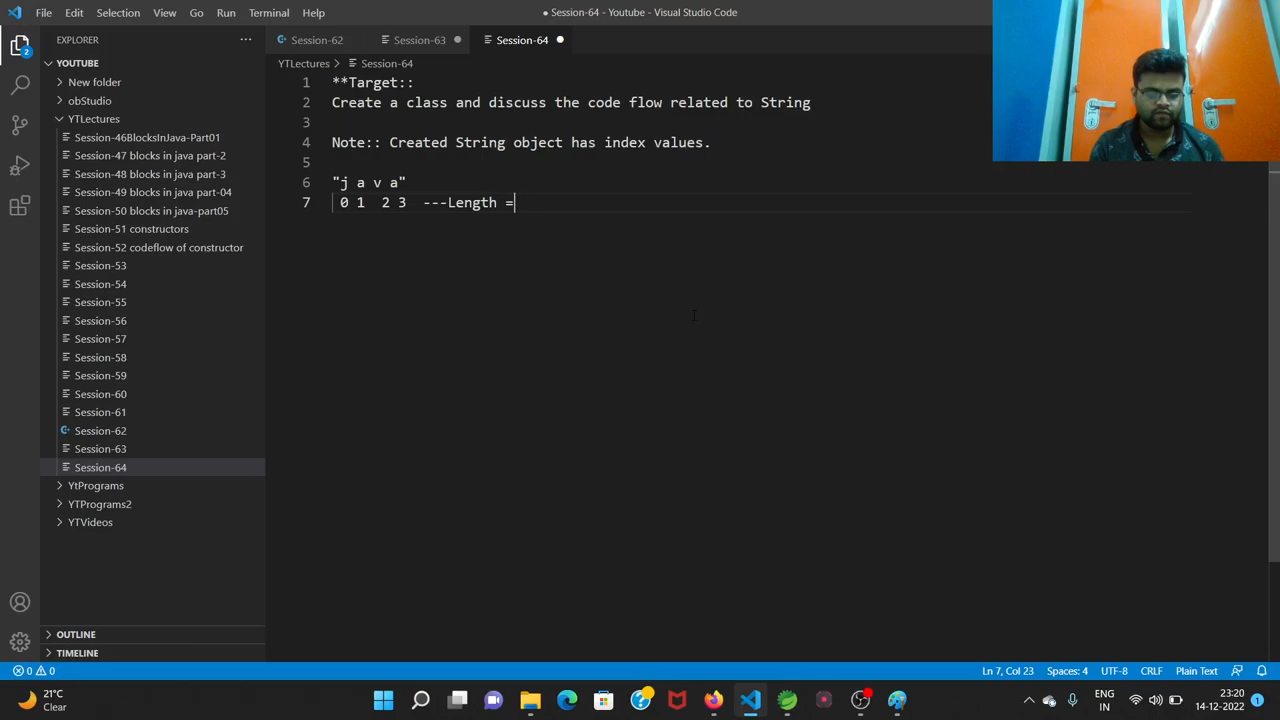 File Edit Selection View Go Run Terminal Help
● Session-64 - Youtube - Visual Studio Code
EXPLORER
YOUTUBE
New folder
obStudio
YTLectures
Session-46BlocksInJava-Part01
Session-47 blocks in java part-2
Session-48 blocks in java part-3
Session-49 blocks in java part-04
Session-50 blocks in java-part05
Session-51 constructors
Session-52 codeflow of constructor
Session-53
Session-54
Session-55
Session-56
Session-57
Session-58
Session-59
Session-60
Session-61
Session-62
Session-63
Session-64
YtPrograms
YTPrograms2
YTVideos
OUTLINE
TIMELINE
2
Session-62 Session-63 Session-64
YTLectures > Session-64
1 **Target::
2 Create a class and discuss the code flow related to String
3
4 Note:: Created String object has index values.
5
6 "j a v a"
7 0 1  2 3  ---Length =
0 0
Ln 7, Col 23 Spaces: 4 UTF-8 CRLF Plain Text
21°C
Clear
ENG
IN
23:20
14-12-2022
1